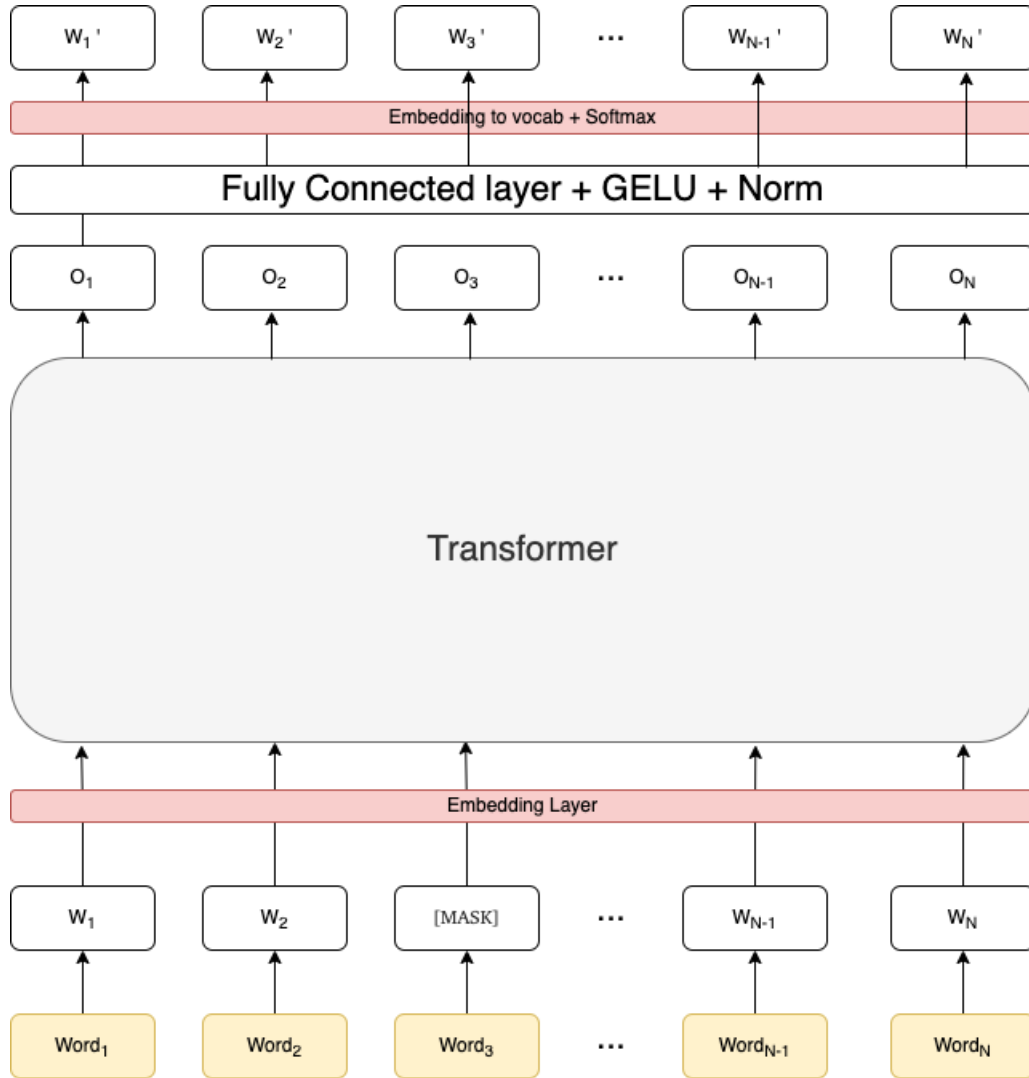 W1 ' W2 ' W3 ' ... WN-1 ' WN '
Embedding to vocab + Softmax
Fully Connected layer + GELU + Norm
O1 O2 O3 ... ON-1 ON
Transformer
Embedding Layer
W1 W2 [MASK] ... WN-1 WN
Word1 Word2 Word3 ... WordN-1 WordN